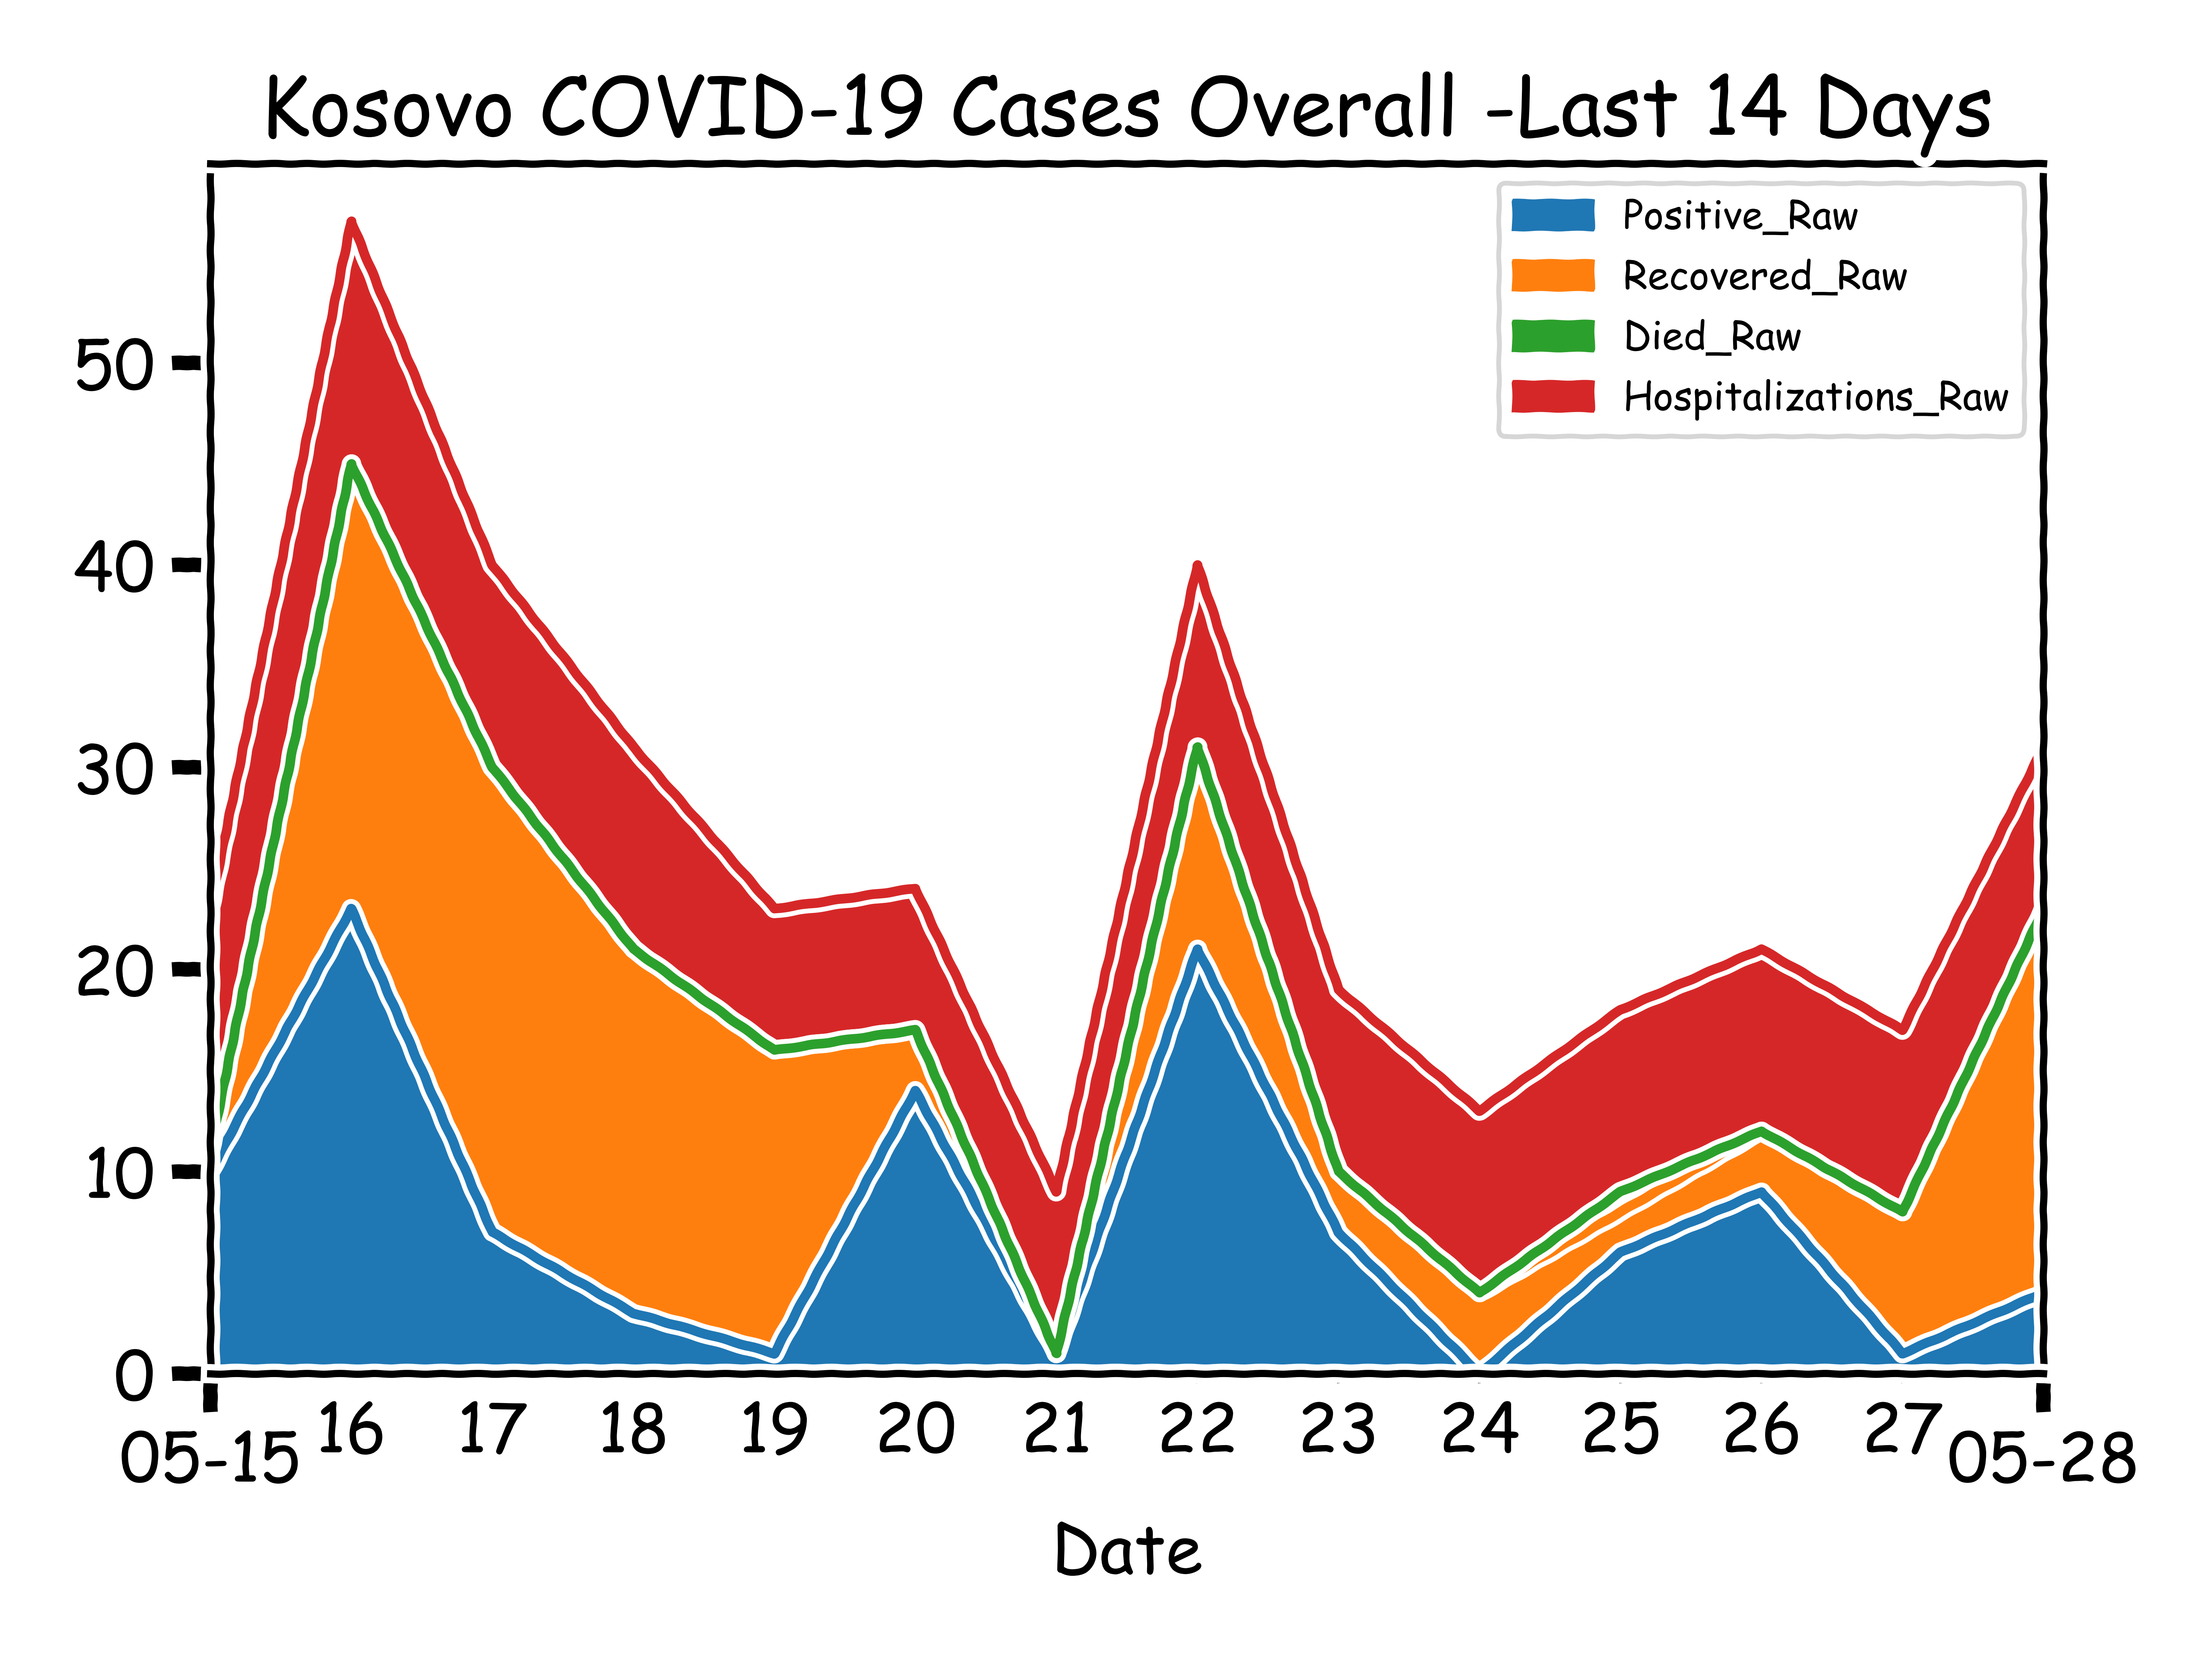 Kosovo COVID-19 Cases Overall -Last 14 Days
Positive_Raw
Recovered_Raw
Died_Raw
Hospitalizations_Raw
50
40
30
20
10
0
05-15 16 17 18 19 20 21 22 23 24 25 26 27 05-28
Date